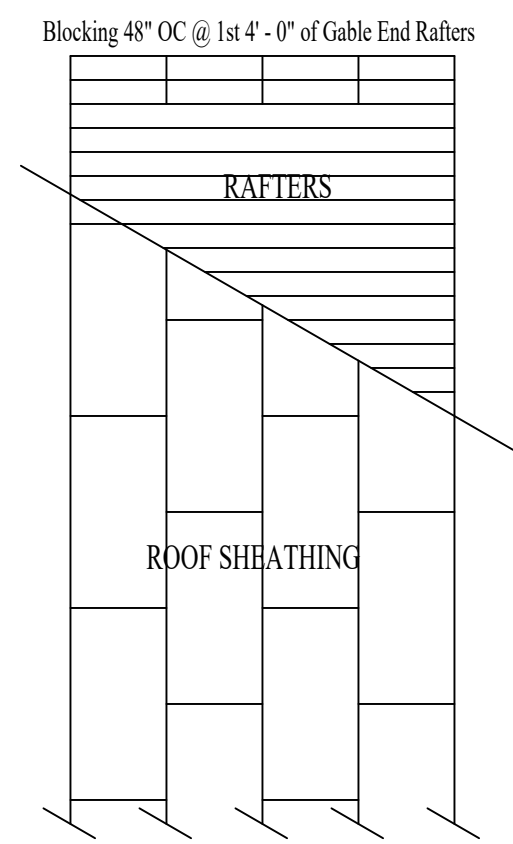 Blocking 48" OC @ 1st 4' - 0" of Gable End Rafters
RAFTERS
ROOF SHEATHING